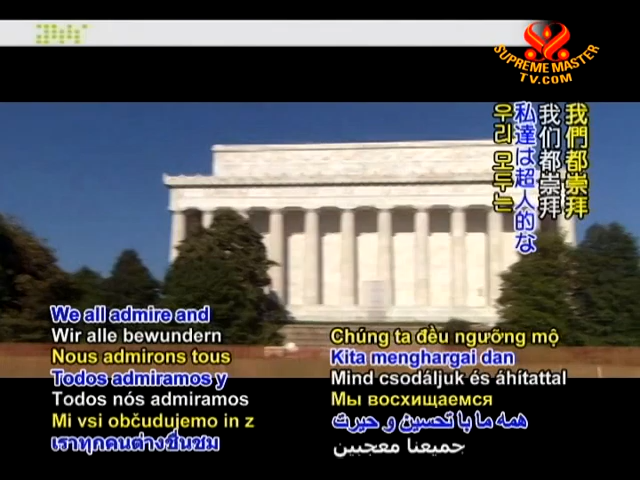 SUPREME MASTER
TV.COM
我們都崇拜
我们都崇拜
私達は超人的な
우리 모두는
We all admire and
Wir alle bewundern
Nous admirons tous
Todos admiramos y
Todos nós admiramos
Mi vsi občudujemo in z
เราทุกคนต่างชื่นชม
Chúng ta đều ngưỡng mộ
Kita menghargai dan
Mind csodáljuk és áhítattal
Мы восхищаемся
همه ما با تحسین و حیرت
جميعنا معجبين